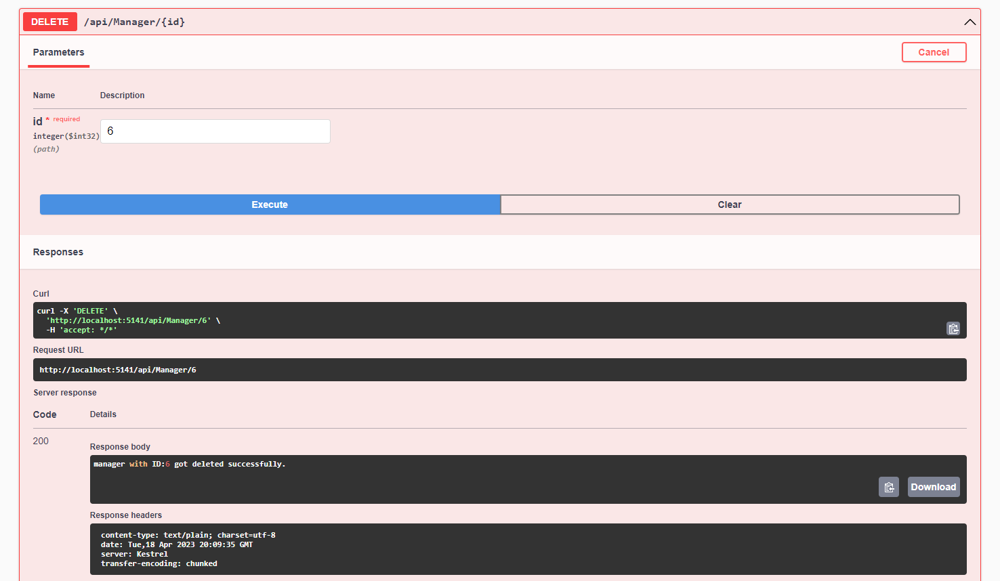 DELETE /api/Manager/{id}
Parameters
Cancel
Name Description
id * required
integer($int32)
(path)
6
Execute Clear
Responses
Curl
curl -X 'DELETE' \
'http://localhost:5141/api/Manager/6' \
-H 'accept: */*'
Request URL
http://localhost:5141/api/Manager/6
Server response
Code Details
200
Response body
manager with ID:6 got deleted successfully.
Download
Response headers
content-type: text/plain; charset=utf-8
date: Tue,18 Apr 2023 20:09:35 GMT
server: Kestrel
transfer-encoding: chunked